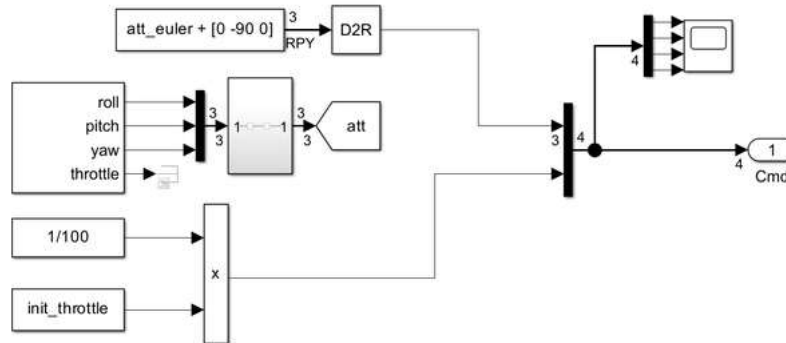 att_euler + [0 -90 0]
3
RPY
D2R
4
roll
pitch
yaw
throttle
3
3
1
1
3
3
att
3
4
1
4
Cmd
1/100
x
init_throttle